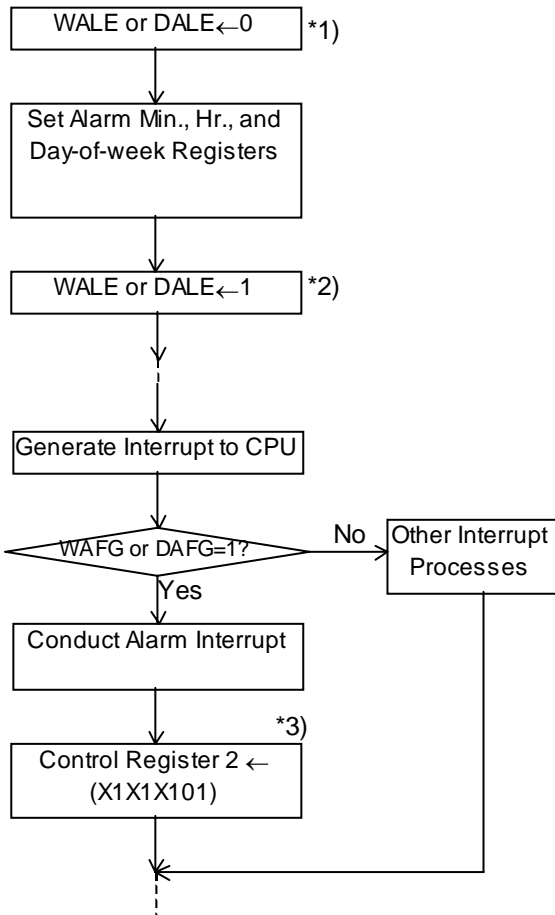 WALE or DALE←0
*1)
Set Alarm Min., Hr., and
Day-of-week Registers
WALE or DALE←1
*2)
Generate Interrupt to CPU
WAFG or DAFG=1?
No
Other Interrupt
Processes
Yes
Conduct Alarm Interrupt
*3)
Control Register 2 ←
(X1X1X101)